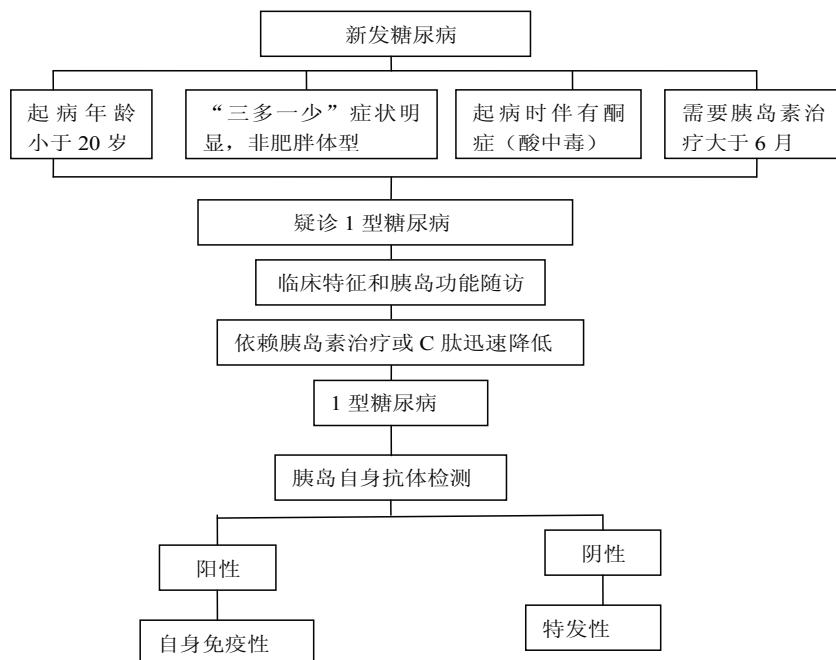 新发糖尿病
起病年龄
小于 20 岁
“三多一少”症状明
显，非肥胖体型
起病时伴有酮
症（酸中毒）
需要胰岛素治
疗大于 6 月
疑诊 1 型糖尿病
临床特征和胰岛功能随访
依赖胰岛素治疗或 C 肽迅速降低
1 型糖尿病
胰岛自身抗体检测
阳性
阴性
自身免疫性
特发性